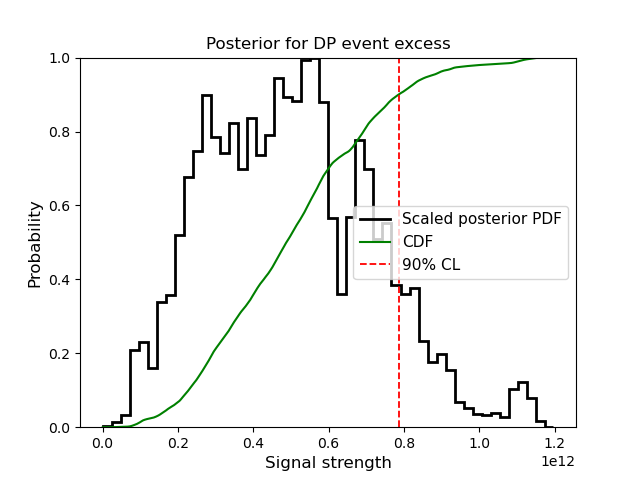 Posterior for DP event excess
1.0
0.8
0.6
0.4
0.2
0.0
Probability
Scaled posterior PDF
CDF
90% CL
0.0 0.2 0.4 0.6 0.8 1.0 1.2
1e12
Signal strength